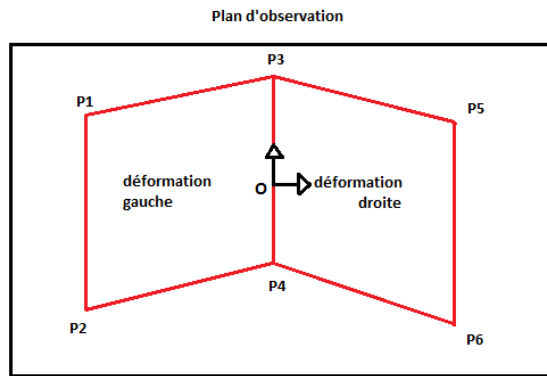 Plan d'observation
P3
P1
P5
déformation
gauche
O
déformation
droite
P4
P2
P6